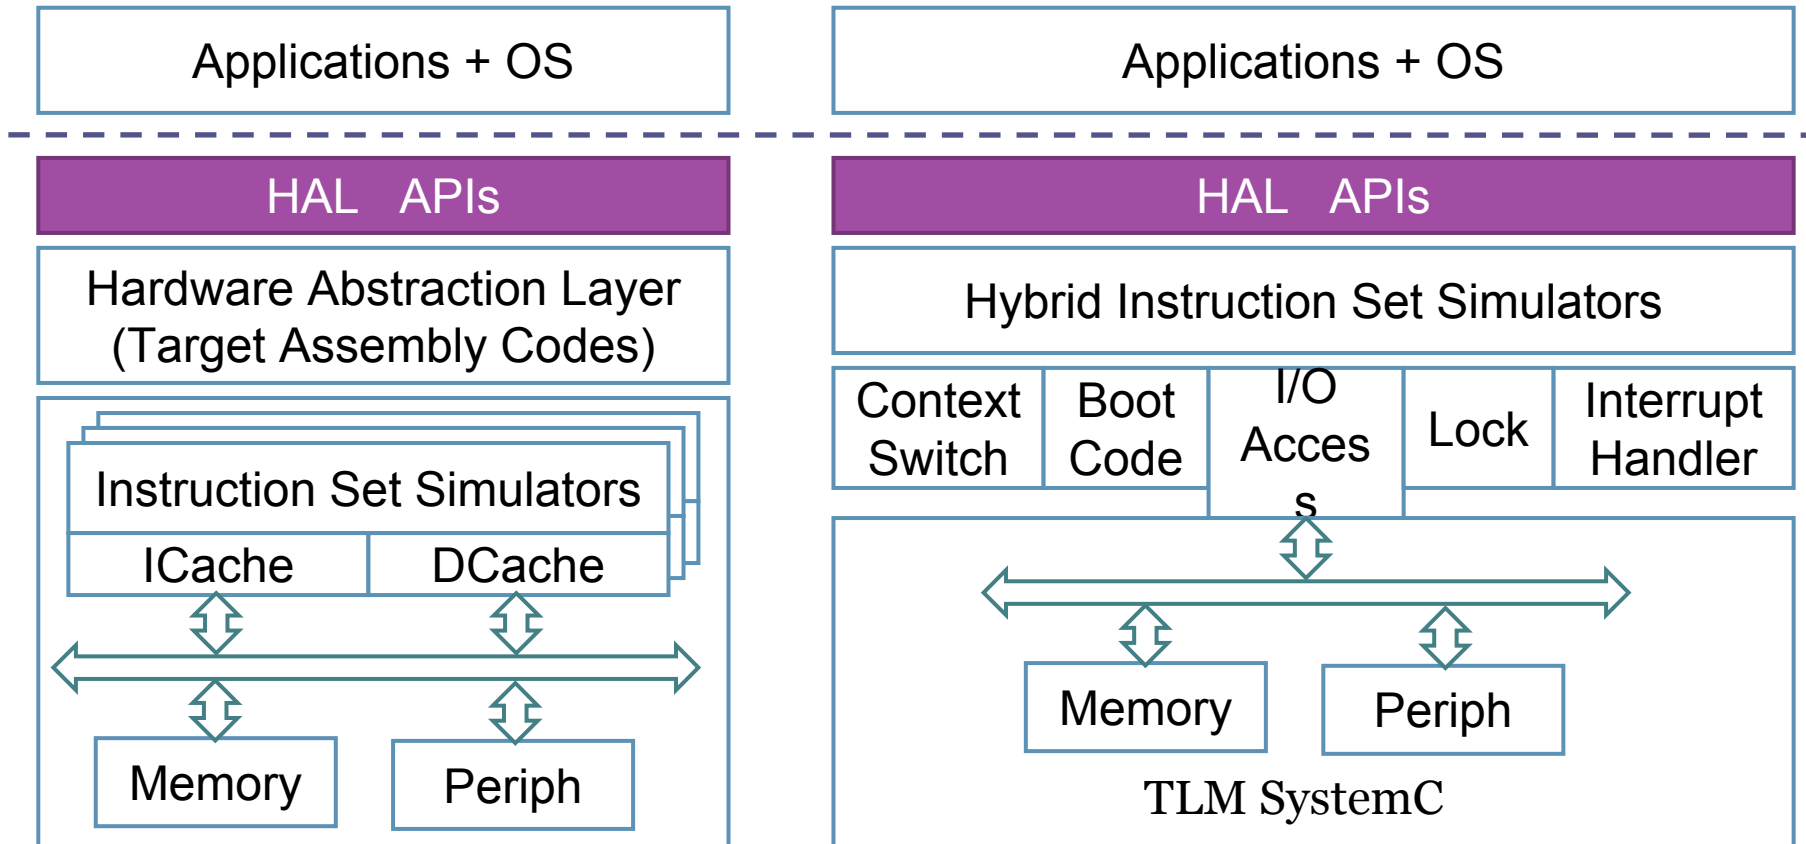 Applications + OS
HAL APIs
Hardware Abstraction Layer
(Target Assembly Codes)
Instruction Set Simulators
ICache
DCache
Memory
Periph
Applications + OS
HAL APIs
Hybrid Instruction Set Simulators
Context
Switch
Boot
Code
I/O
Acces
s
Lock
Interrupt
Handler
Memory
Periph
TLM SystemC